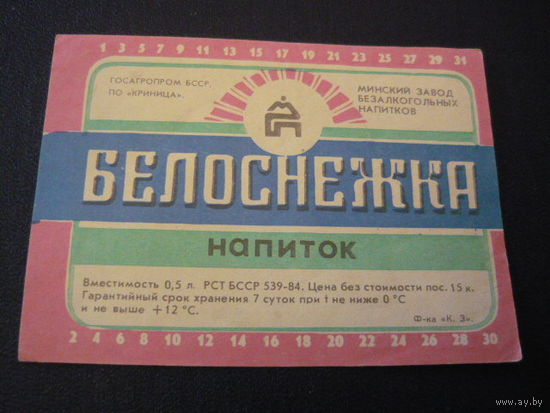 1 3 5 7 9 11 13 15 17 19 21 23 25 27 29 31
ГОСАГРОПРОМ БССР.
ПО «КРИНИЦА».
МИНСКИЙ ЗАВОД
БЕЗАЛКОГОЛЬНЫХ
НАПИТКОВ
БЕЛОСНЕЖКА
напиток
Вместимость 0,5 л. РСТ БССР 539-84. Цена без стоимости пос. 15 к.
Гарантийный срок хранения 7 суток при t не ниже 0 °C
и не выше +12 °C.
Ф-ка «К. З».
2 4 6 8 10 12 14 16 18 20 22 24 26 28 30
www.ay.by